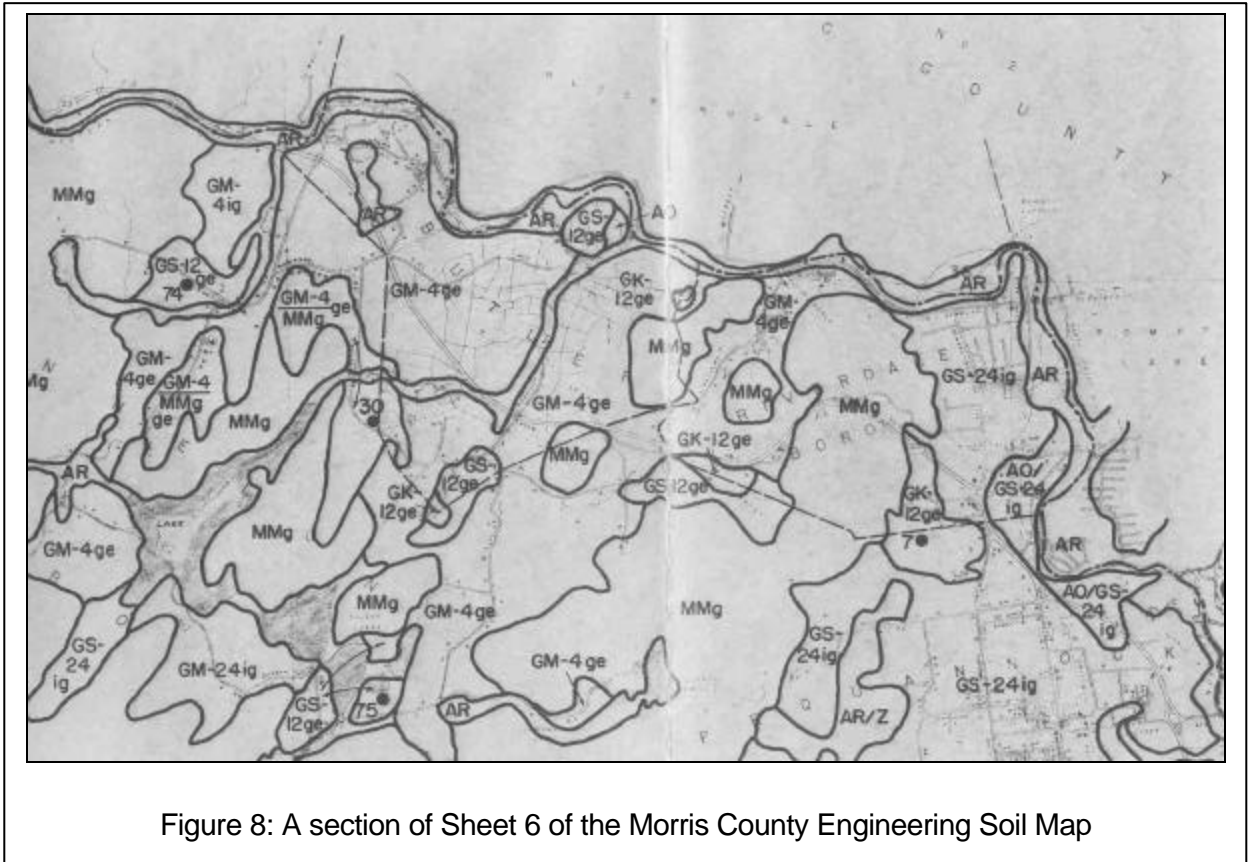 C
O
U
N
T
Y
AR
MMg
GM-
4ig
AR
AR
GS-
12ge
AO
GS-12
ge
74
GM-4
ge
MMg
GM-4ge
GK-
12ge
GM-
4ge
AR
MMg
GM-
4ge
GM-4
MMg
ge
Mg
MMg
30
GM-4ge
MMg
MMg
GS-24ig
AR
GK-12ge
MMg
GS-
12ge
GK-
12ge
GS-12ge
AR
AO/
GS-24
ig
GK-
12ge
7
LAKE
GM-4ge
MMg
AR
MMg
GM-4ge
MMg
AO/GS-
24
ig
GS-
24
ig
GM-24ig
GM-4ge
GS-
24ig
GS-24ig
GS-
12ge
75
AR
AR/Z
Figure 8: A section of Sheet 6 of the Morris County Engineering Soil Map